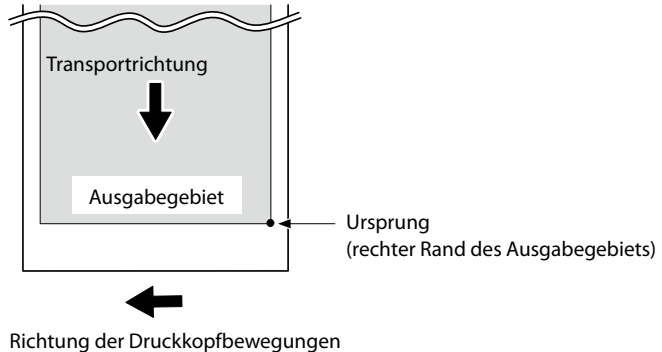 Transportrichtung
Ausgabegebiet
Ursprung
(rechter Rand des Ausgabegebiets)
Richtung der Druckkopfbewegungen